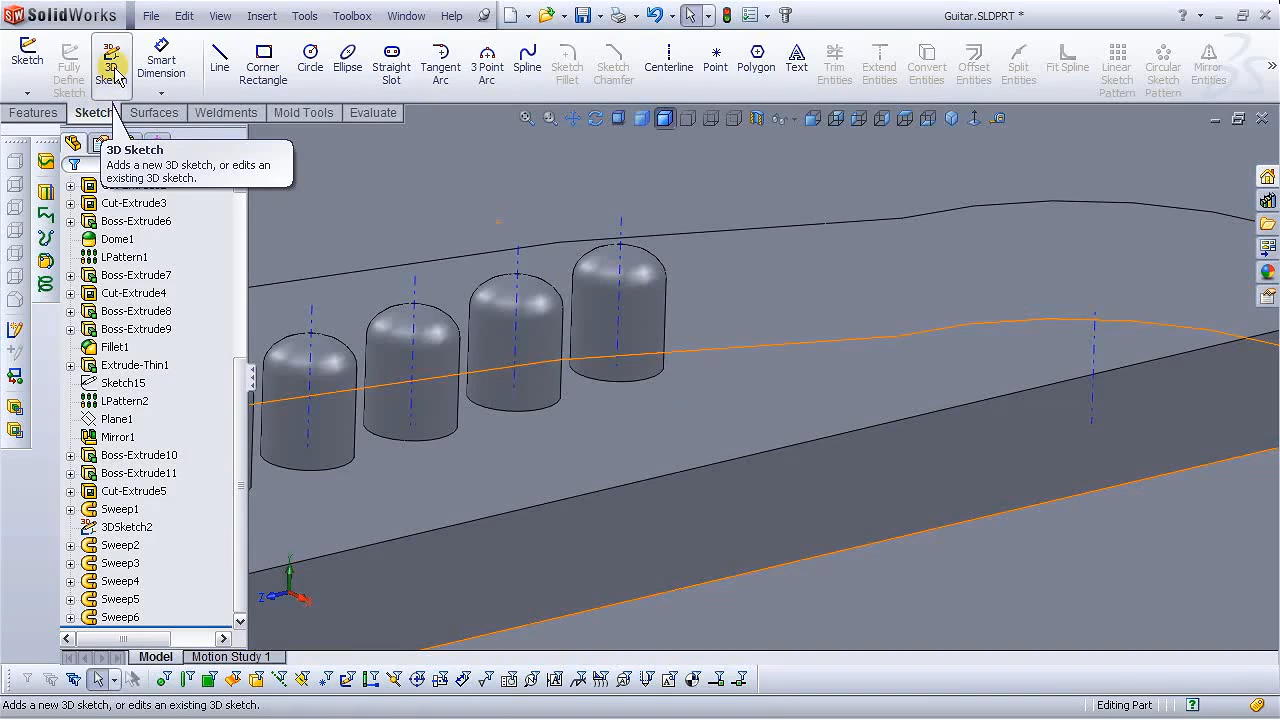 SolidWorks File Edit View Insert Tools Toolbox Window Help Guitar.SLDPRT *
Sketch Fully Define Sketch 3D Sketch Smart Dimension Line Corner Rectangle Circle Ellipse Straight Slot Tangent Arc 3 Point Arc Spline Sketch Fillet Sketch Chamfer Centerline Point Polygon Text Trim Entities Extend Entities Convert Entities Offset Entities Split Entities Fit Spline Linear Sketch Pattern Circular Sketch Pattern Mirror Entities
Features Sketch Surfaces Weldments Mold Tools Evaluate
3D Sketch
Adds a new 3D sketch, or edits an
existing 3D sketch.
Cut-Extrude3
Boss-Extrude6
Dome1
LPattern1
Boss-Extrude7
Cut-Extrude4
Boss-Extrude8
Boss-Extrude9
Fillet1
Extrude-Thin1
Sketch13
LPattern2
Plane1
Mirror1
Boss-Extrude10
Boss-Extrude11
Cut-Extrude5
Sweep1
3DSketch2
Sweep2
Sweep3
Sweep4
Sweep5
Sweep6
Y
Z
Model Motion Study 1
Adds a new 3D sketch, or edits an existing 3D sketch. Editing Part